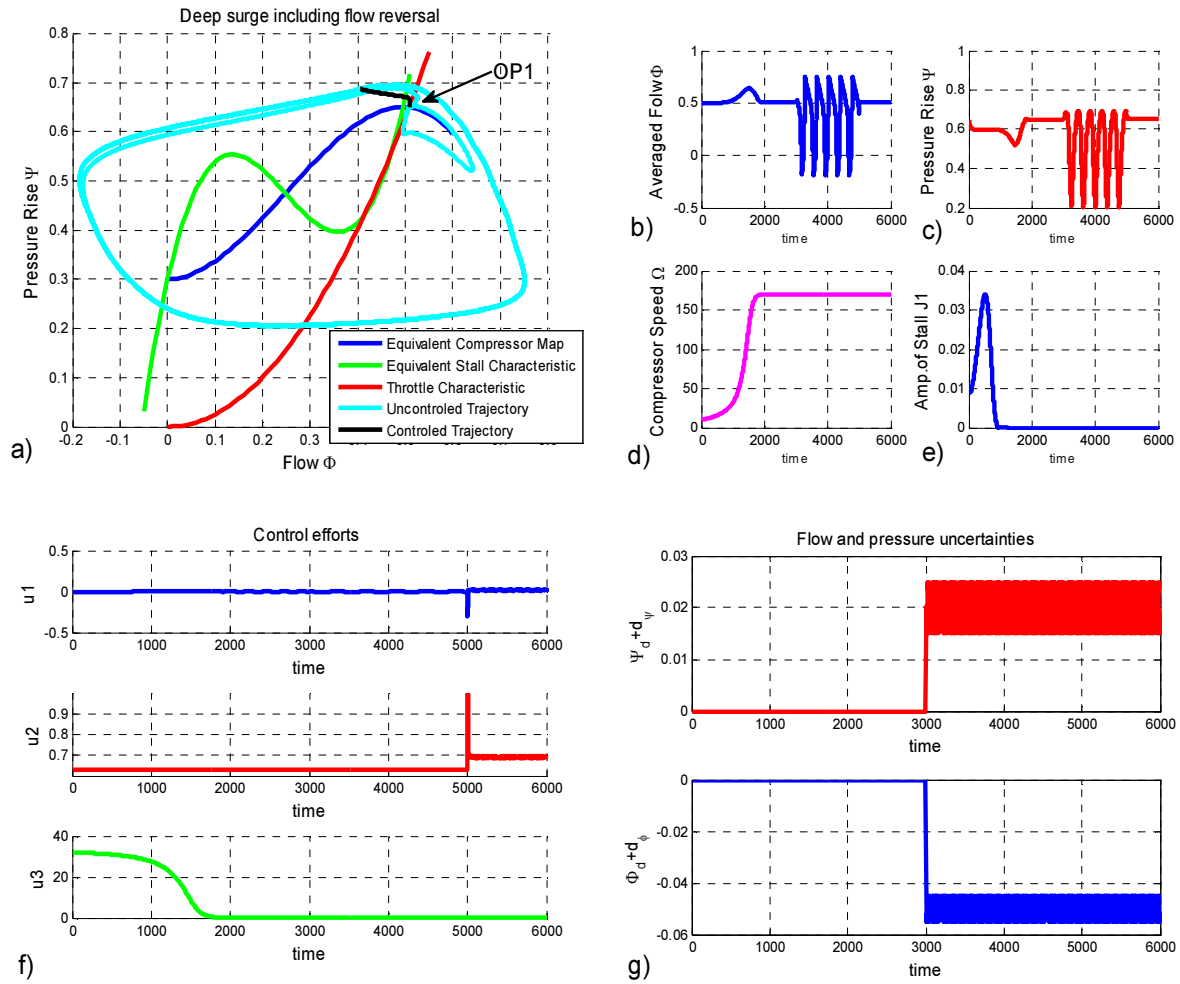 Deep surge including flow reversal
a)
Pressure Rise Ψ
0.8
0.7
0.6
0.5
0.4
0.3
0.2
0.1
0
-0.2 -0.1 0 0.1 0.2 0.3
Flow Φ
OP1
Equivalent Compressor Map
Equivalent Stall Characteristic
Throttle Characteristic
Uncontroled Trajectory
Controled Trajectory
b)
Averaged Folw Φ
1
0.5
0
-0.5
0 2000 4000 6000
time
c)
Pressure Rise Ψ
1
0.8
0.6
0.4
0.2
0 2000 4000 6000
time
d)
Compressor Speed Ω
200
150
100
50
0
0 2000 4000 6000
time
e)
Amp.of Stall J1
0.04
0.03
0.02
0.01
0
0 2000 4000 6000
time
Control efforts
u1
0.5
0
-0.5
0 1000 2000 3000 4000 5000 6000
time
u2
0.9
0.8
0.7
0 1000 2000 3000 4000 5000 6000
time
u3
40
20
0
0 1000 2000 3000 4000 5000 6000
time
f)
Flow and pressure uncertainties
Ψd+dψ
0.03
0.02
0.01
0
0 1000 2000 3000 4000 5000 6000
time
Φd+dϕ
0
-0.02
-0.04
-0.06
0 1000 2000 3000 4000 5000 6000
time
g)